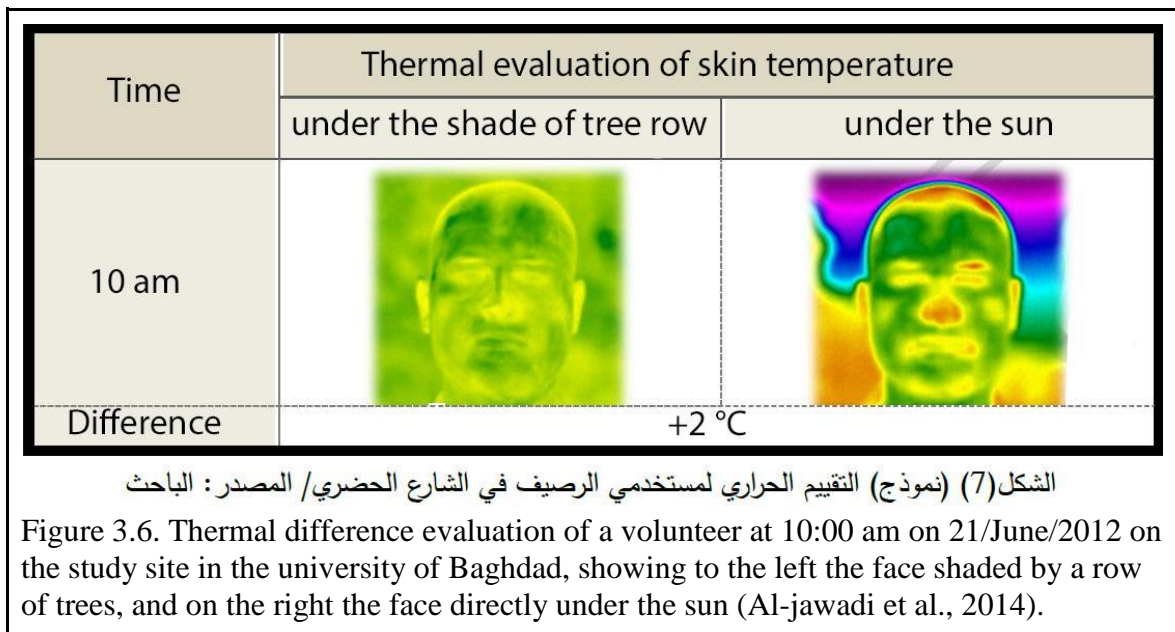 Time
Thermal evaluation of skin temperature
under the shade of tree row
under the sun
10 am
Difference
+2 °C
الشكل(7) (نموذج) التقييم الحراري لمستخدمي الرصيف في الشارع الحضري/ المصدر: الباحث
Figure 3.6. Thermal difference evaluation of a volunteer at 10:00 am on 21/June/2012 on
the study site in the university of Baghdad, showing to the left the face shaded by a row
of trees, and on the right the face directly under the sun (Al-jawadi et al., 2014).